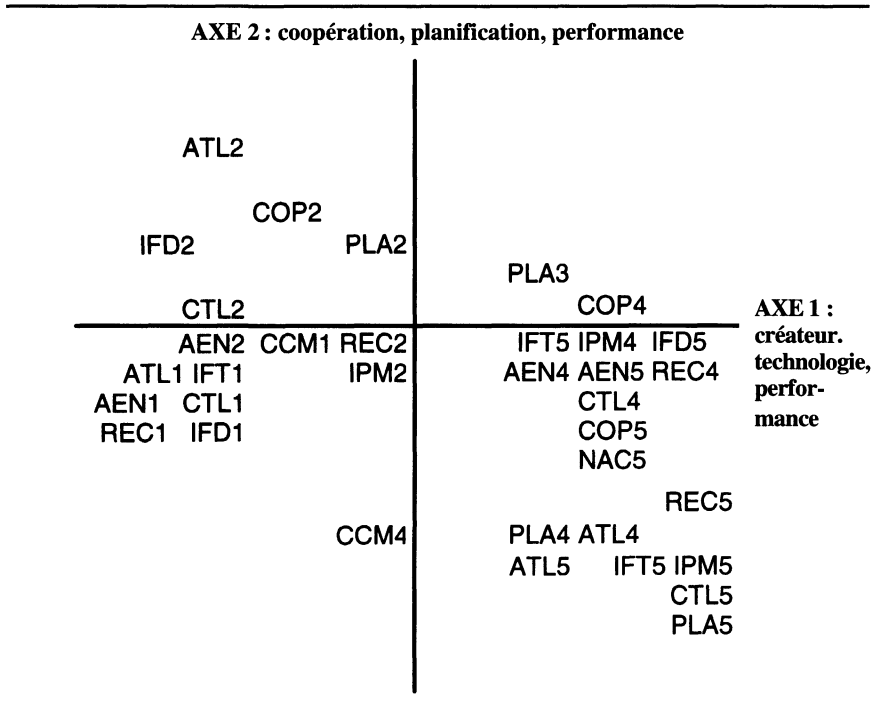 AXE 2 : coopération, planification, performance
ATL2
COP2
IFD2 PLA2
PLA3
CTL2 COP4
AXE 1 :
créateur.
technologie,
perfor-
mance
AEN2 CCM1 REC2 IFT5 IPM4 IFD5
ATL1 IFT1 IPM2 AEN4 AEN5 REC4
AEN1 CTL1 CTL4
REC1 IFD1 COP5
NAC5
REC5
CCM4 PLA4 ATL4
ATL5 IFT5 IPM5
CTL5
PLA5